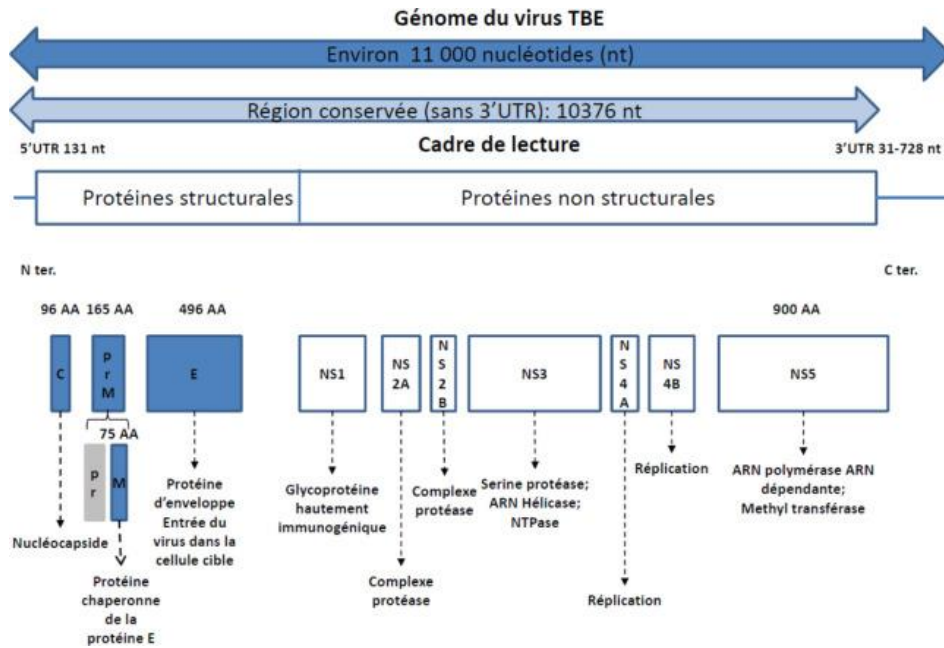 Génome du virus TBE
Environ 11 000 nucléotides (nt)
Région conservée (sans 3'UTR): 10376 nt
5'UTR 131 nt
Cadre de lecture
3'UTR 31-728 nt
Protéines structurales
Protéines non structurales
N ter.
C ter.
96 AA
165 AA
496 AA
900 AA
C
prM
E
NS1
NS
2A
NS2B
NS3
NS4A
NS
4B
NS5
75 AA
pr
M
Nucléocapside
Protéine
chaperonne
de la
protéine E
Protéine
d'enveloppe
Entrée du
virus dans la
cellule cible
Glycoprotéine
hautement
immunogénique
Complexe
protéase
Complexe
protéase
Serine protéase;
ARN Hélicase;
NTPase
Réplication
Réplication
ARN polymérase ARN
dépendante;
Methyl transférase